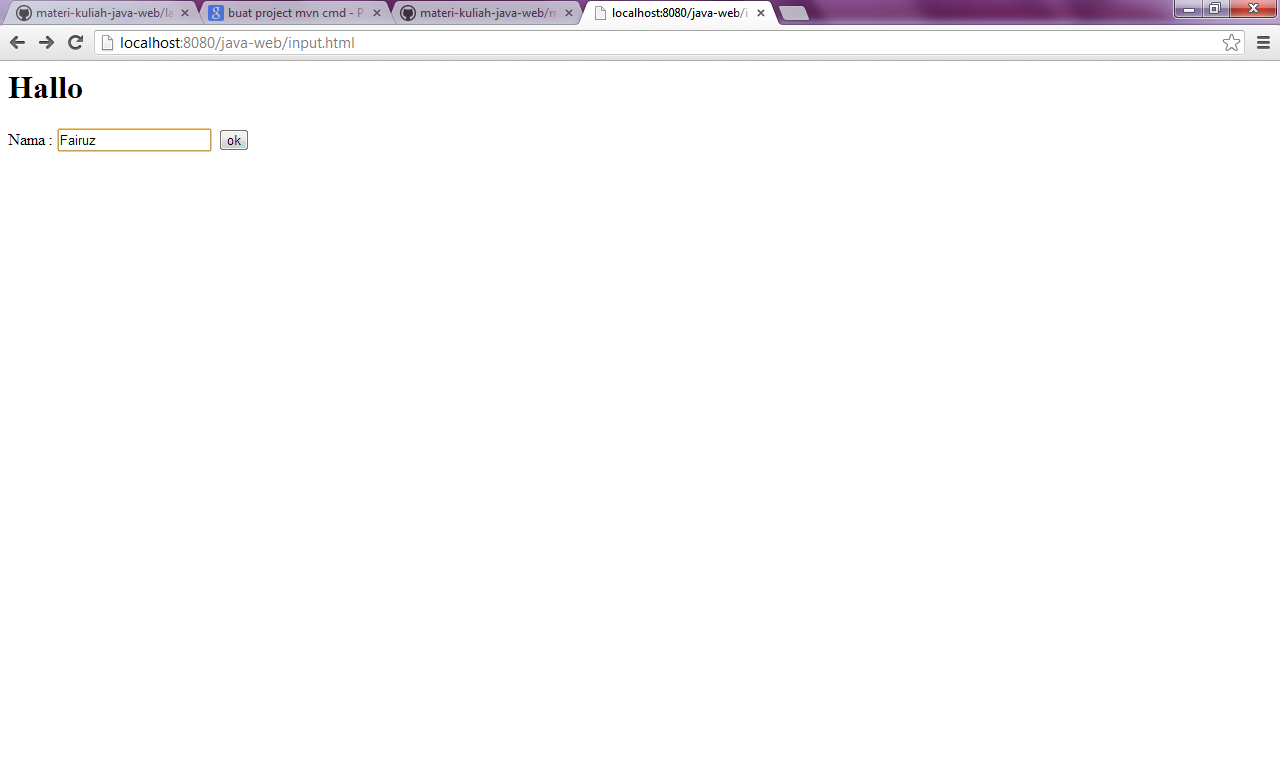 materi-kuliah-java-web/la
buat project mvn cmd - P
materi-kuliah-java-web/m
localhost:8080/java-web/i
localhost:8080/java-web/input.html
Hallo
Nama : Fairuz ok